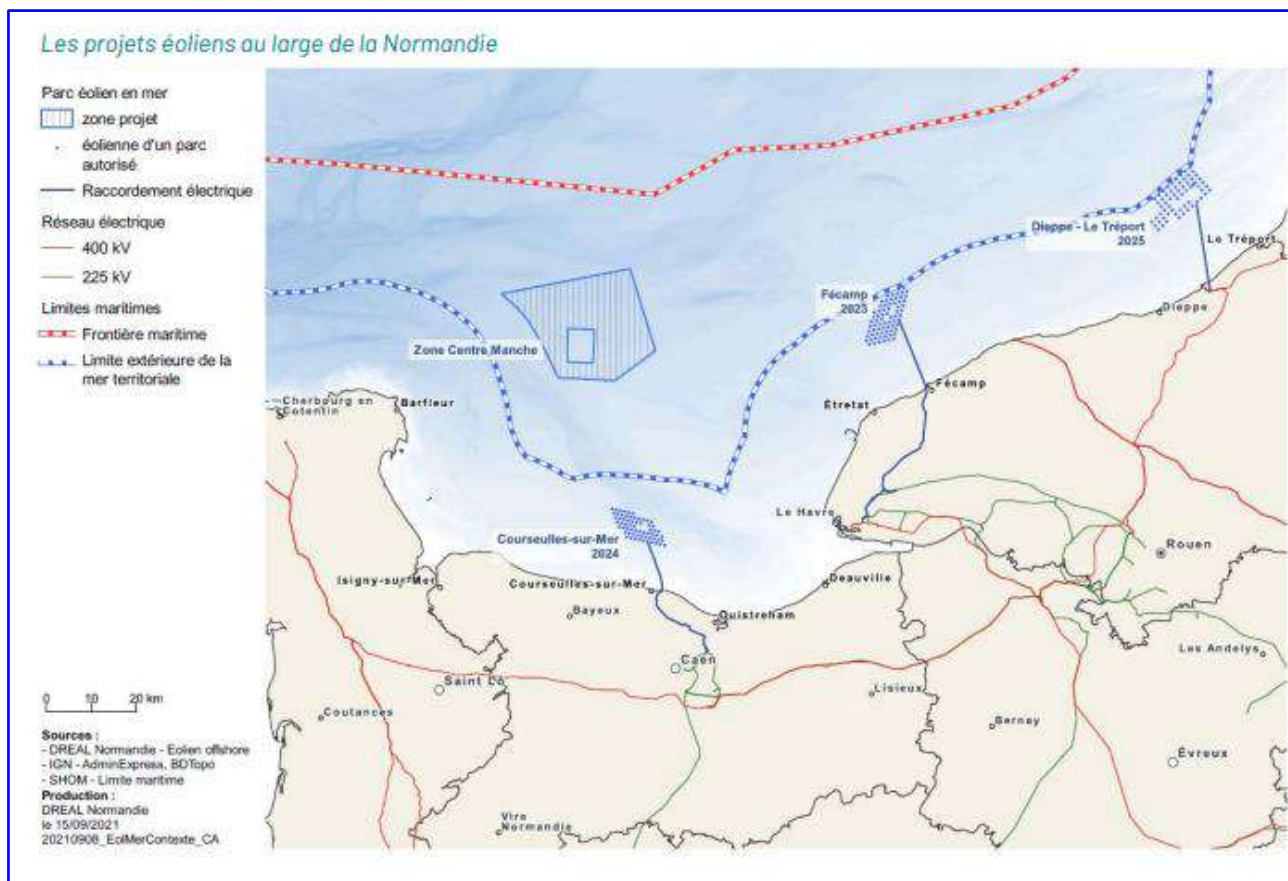 Les projets éoliens au large de la Normandie
Parc éolien en mer
zone projet
éolienne d'un parc
autorisé
Raccordement électrique
Réseau électrique
400 kV
225 kV
Limites maritimes
Frontière maritime
Limite extérieure de la
mer territoriale
0 10 20 km
Sources :
- DREAL Normandie - Eolien offshore
- IGN - AdminExpress, BDTopo
- SHOM - Limite maritime
Production :
DREAL Normandie
le 15/09/2021
20210908_EolMerContexte_CA
Dieppe - Le Tréport
2025
Le Tréport
Fécamp
2023
Dieppe
Zone Centre Manche
Cherbourg en
Cotentin
Barfleur
Fécamp
Étretat
Le Havre
Courseulles-sur-Mer
2024
Rouen
Isigny-sur-Mer
Courseulles-sur-Mer
Deauville
Bayeux
Ouistreham
Les Andelys
Caen
Saint Lô
Lisieux
Coutances
Bernay
Évreux
Vire
Normandie